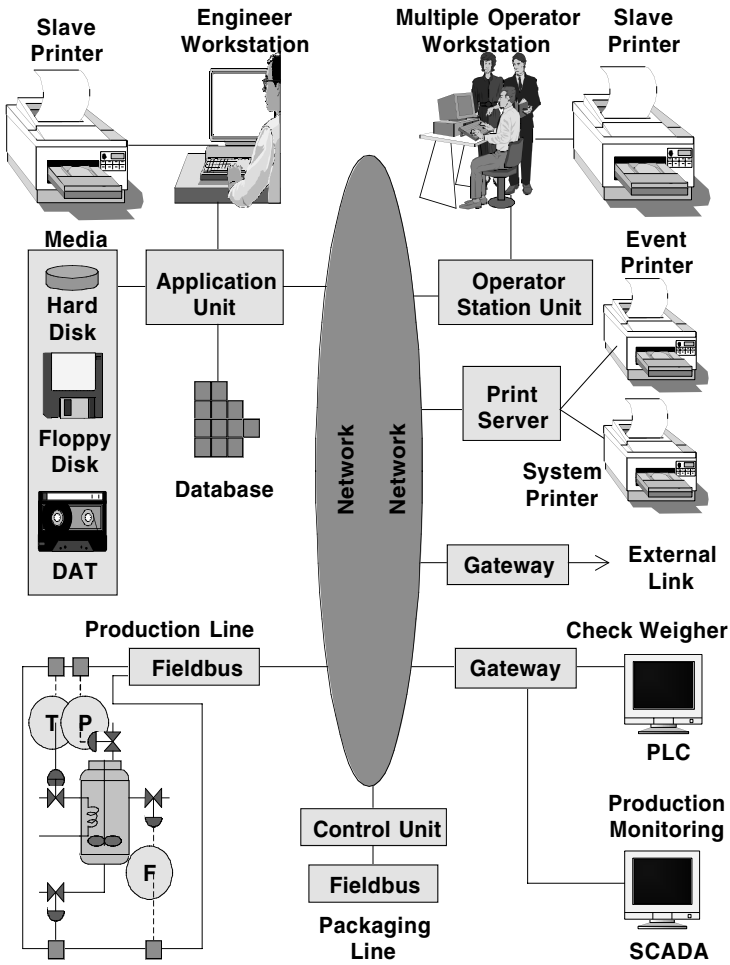 Slave
Printer
Engineer
Workstation
Multiple Operator
Workstation
Slave
Printer
Media
Hard
Disk
Floppy
Disk
DAT
Application
Unit
Database
Network
Network
Operator
Station Unit
Event
Printer
Print
Server
System
Printer
Gateway
External
Link
Production Line
Fieldbus
T
P
F
Gateway
Check Weigher
PLC
Production
Monitoring
SCADA
Control Unit
Fieldbus
Packaging
Line